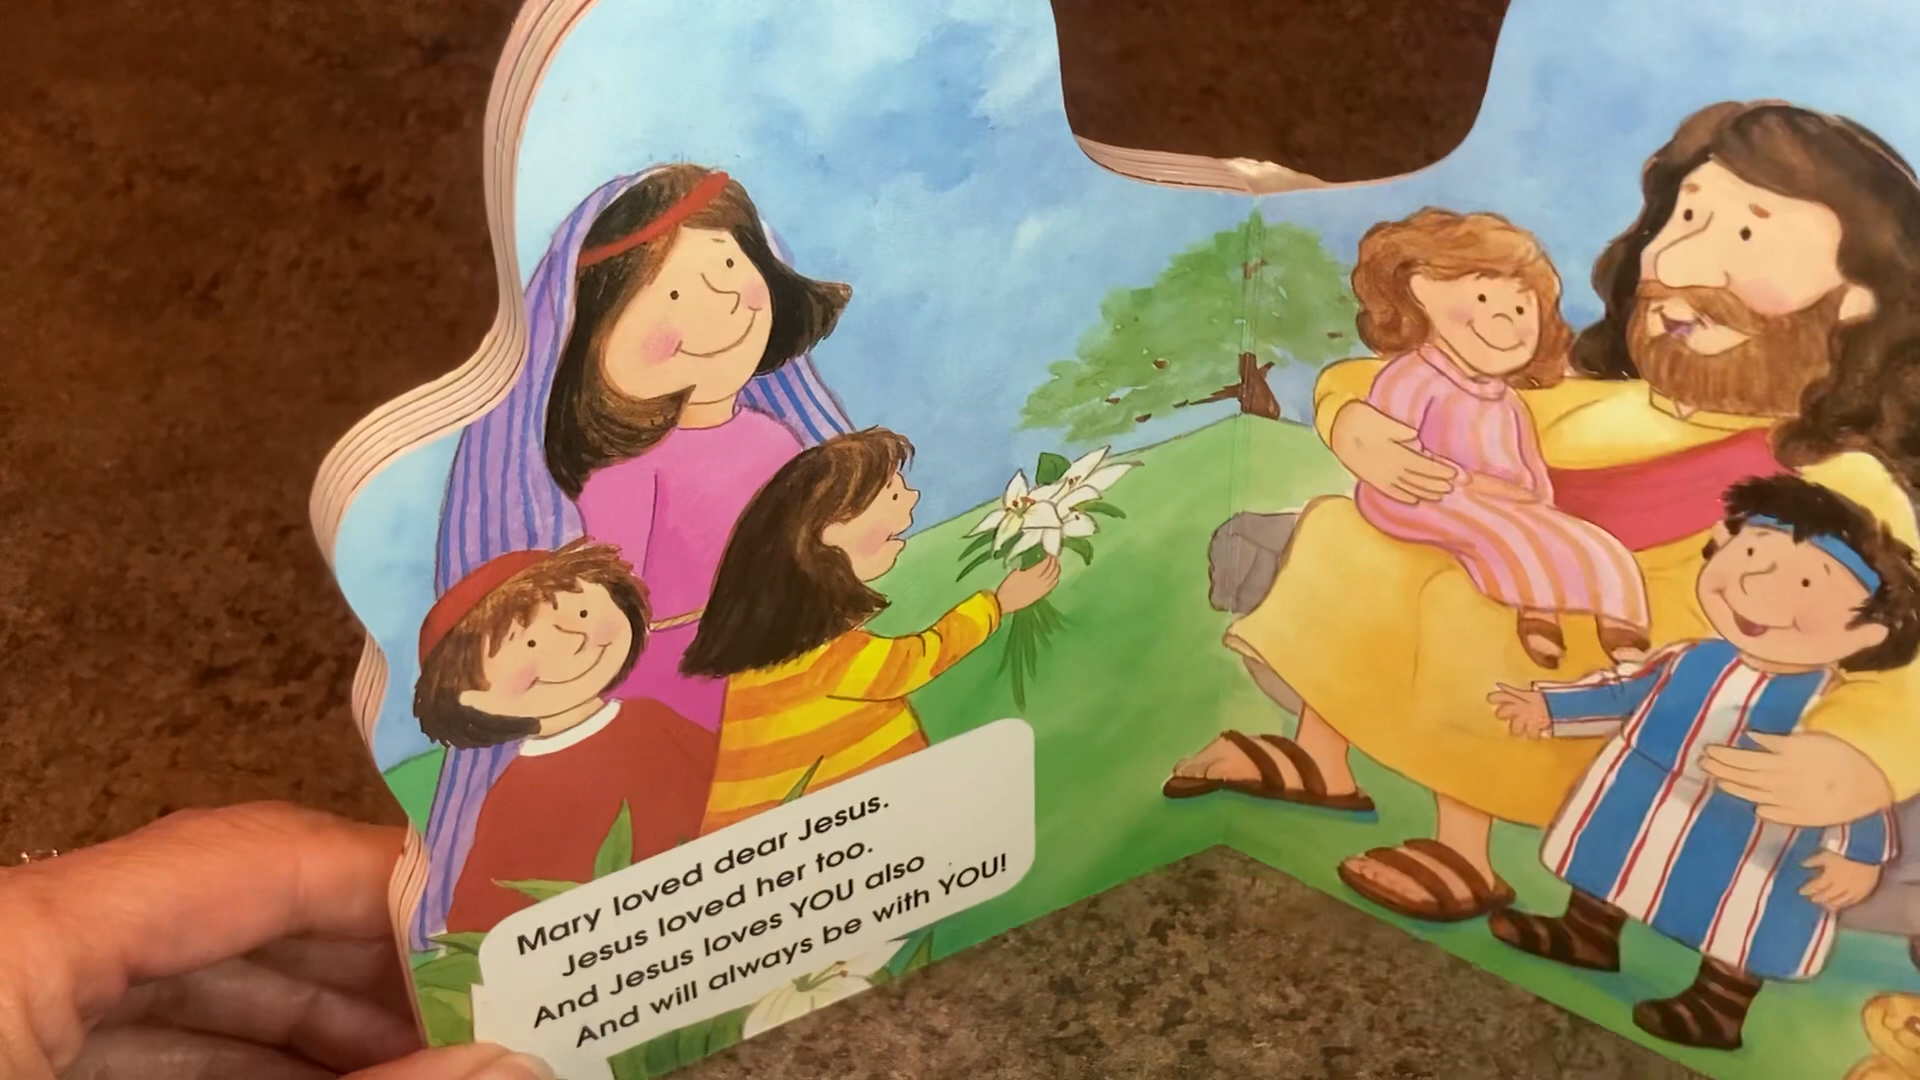 Mary loved dear Jesus.
Jesus loved her too.
And Jesus loves YOU also
And will always be with YOU!